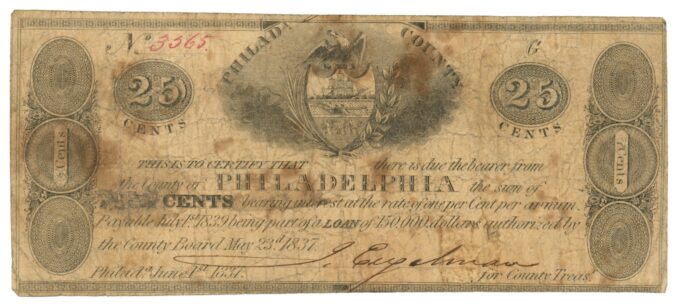 No. 3365. G
PHILADA COUNTY
25 25
CENTS CENTS
Cents Cents
THIS IS TO CERTIFY THAT there is due the bearer from
the County of PHILADELPHIA the sum of
CENTS bearing interest at the rate of one per Cent per annum.
Payable July 1st 1839 being part of a LOAN of 150,000 dollars authorized by
the County Board May 23d 1837.
Philada June 1st 1837. for County Treas.